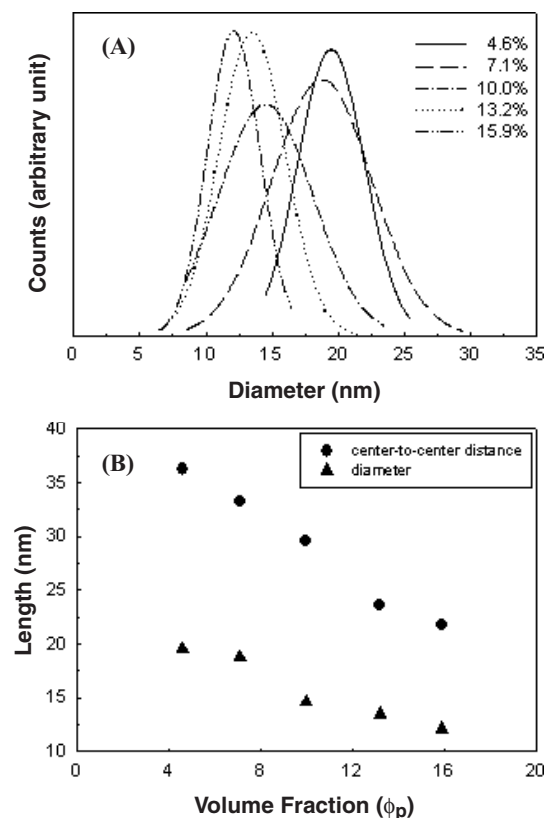 (A)
4.6%
7.1%
10.0%
13.2%
15.9%
Counts (arbitrary unit)
0 5 10 15 20 25 30 35
Diameter (nm)
(B)
center-to-center distance
diameter
40
35
30
25
20
15
10
Length (nm)
0 4 8 12 16 20
Volume Fraction (ϕp)